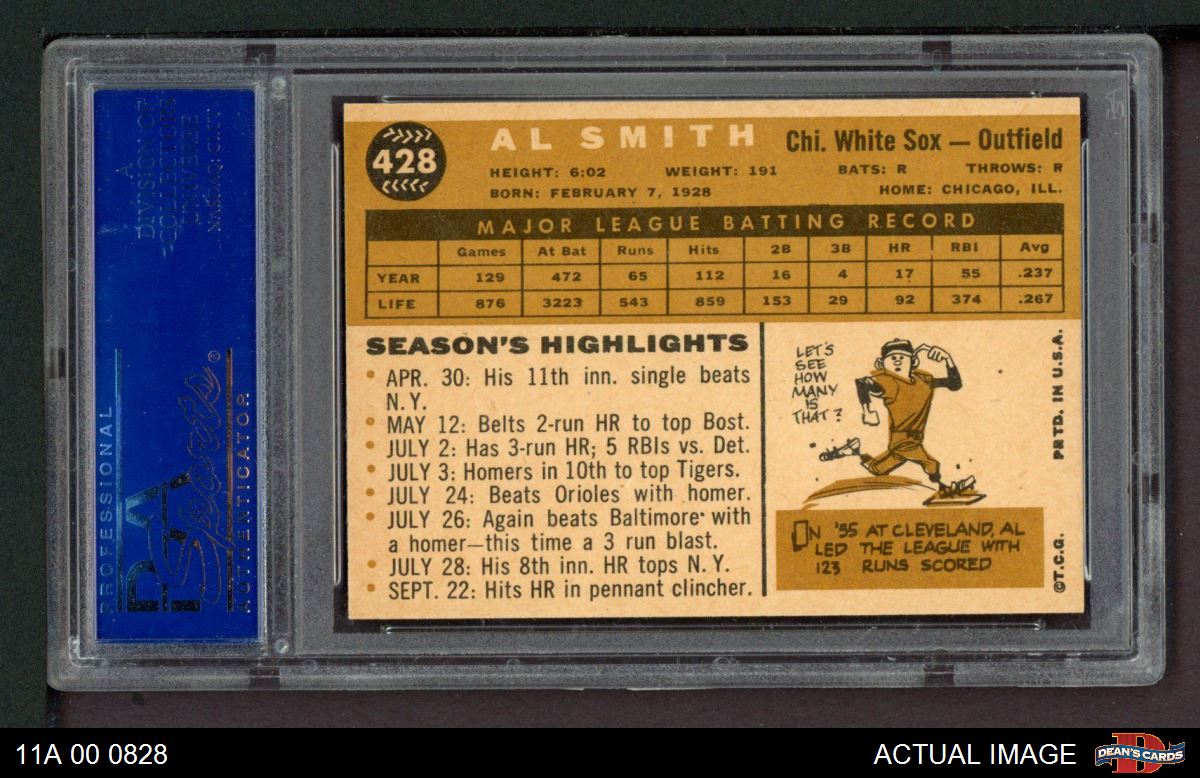 A
DIVISION OF
COLLECTORS
UNIVERSE
NASDAQ: CLCT
PROFESSIONAL
PSA
Sports®
AUTHENTICATOR
428
AL SMITH
Chi. White Sox — Outfield
HEIGHT: 6:02 WEIGHT: 191 BATS: R THROWS: R
BORN: FEBRUARY 7, 1928 HOME: CHICAGO, ILL.
MAJOR LEAGUE BATTING RECORD
Games At Bat Runs Hits 2B 3B HR RBI Avg
YEAR 129 472 65 112 16 4 17 55 .237
LIFE 876 3223 543 859 153 29 92 374 .267
SEASON'S HIGHLIGHTS
• APR. 30: His 11th inn. single beats
N.Y.
• MAY 12: Belts 2-run HR to top Bost.
• JULY 2: Has 3-run HR; 5 RBIs vs. Det.
• JULY 3: Homers in 10th to top Tigers.
• JULY 24: Beats Orioles with homer.
• JULY 26: Again beats Baltimore with
a homer—this time a 3 run blast.
• JULY 28: His 8th inn. HR tops N.Y.
• SEPT. 22: Hits HR in pennant clincher.
LET'S
SEE
HOW
MANY
IS
THAT?
IN '55 AT CLEVELAND, AL
LED THE LEAGUE WITH
123 RUNS SCORED
©T.C.G. PRTD. IN U.S.A.
11A 00 0828
ACTUAL IMAGE
DEAN'S CARDS